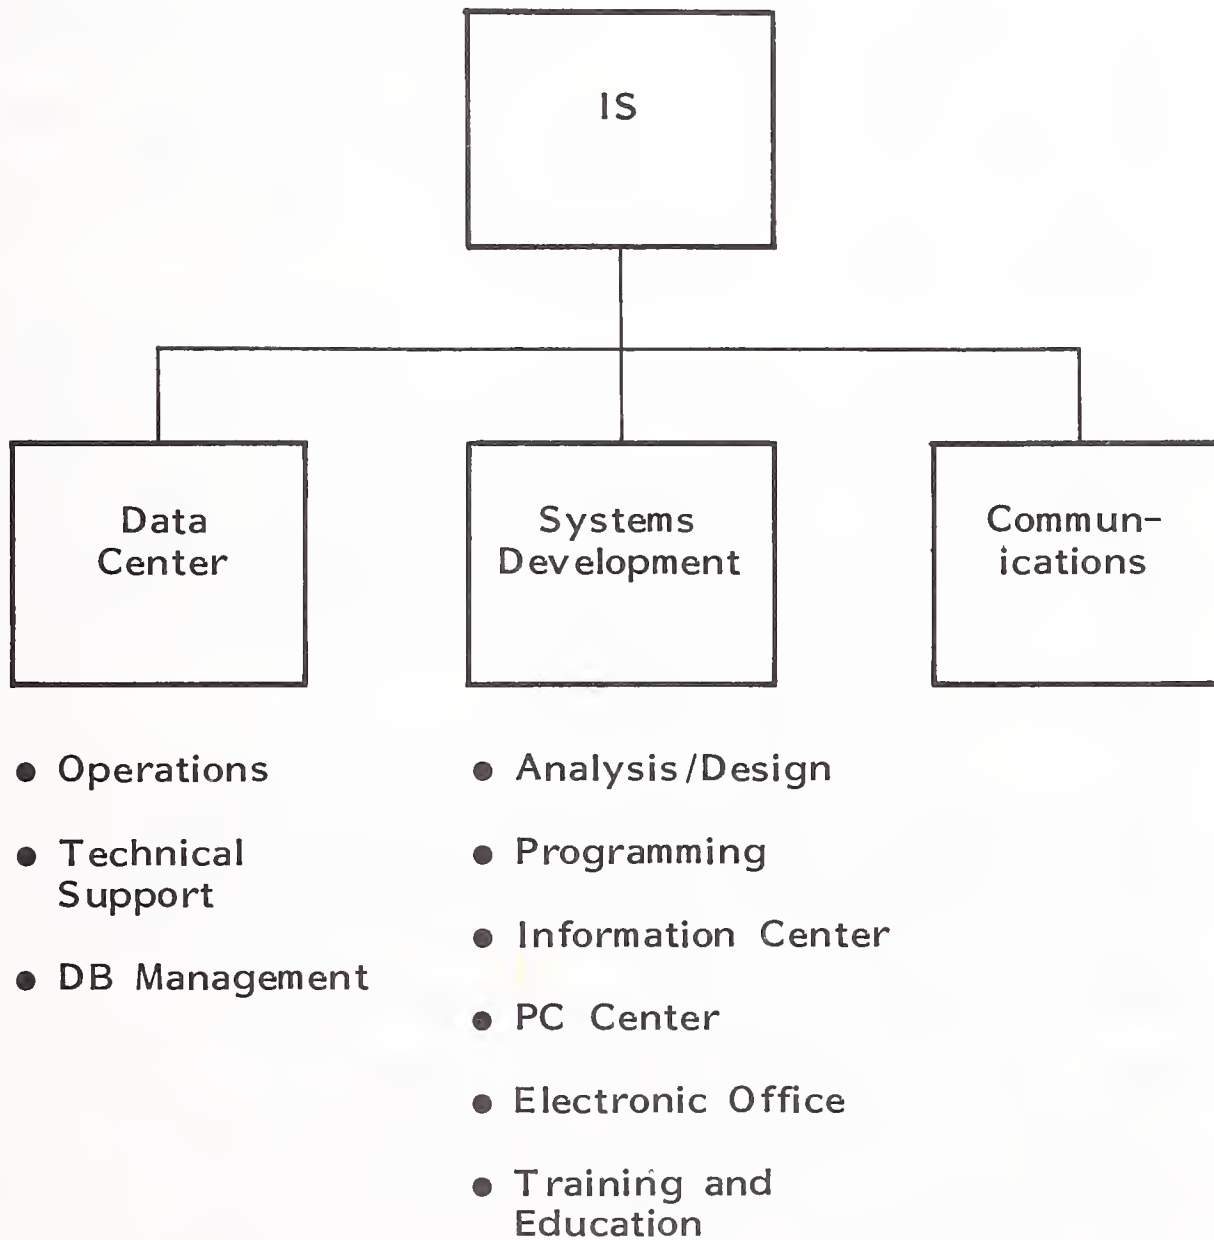 IS
Data
Center
Systems
Development
Commun-
ications
● Operations
● Technical
Support
● DB Management
● Analysis/Design
● Programming
● Information Center
● PC Center
● Electronic Office
● Training and
Education